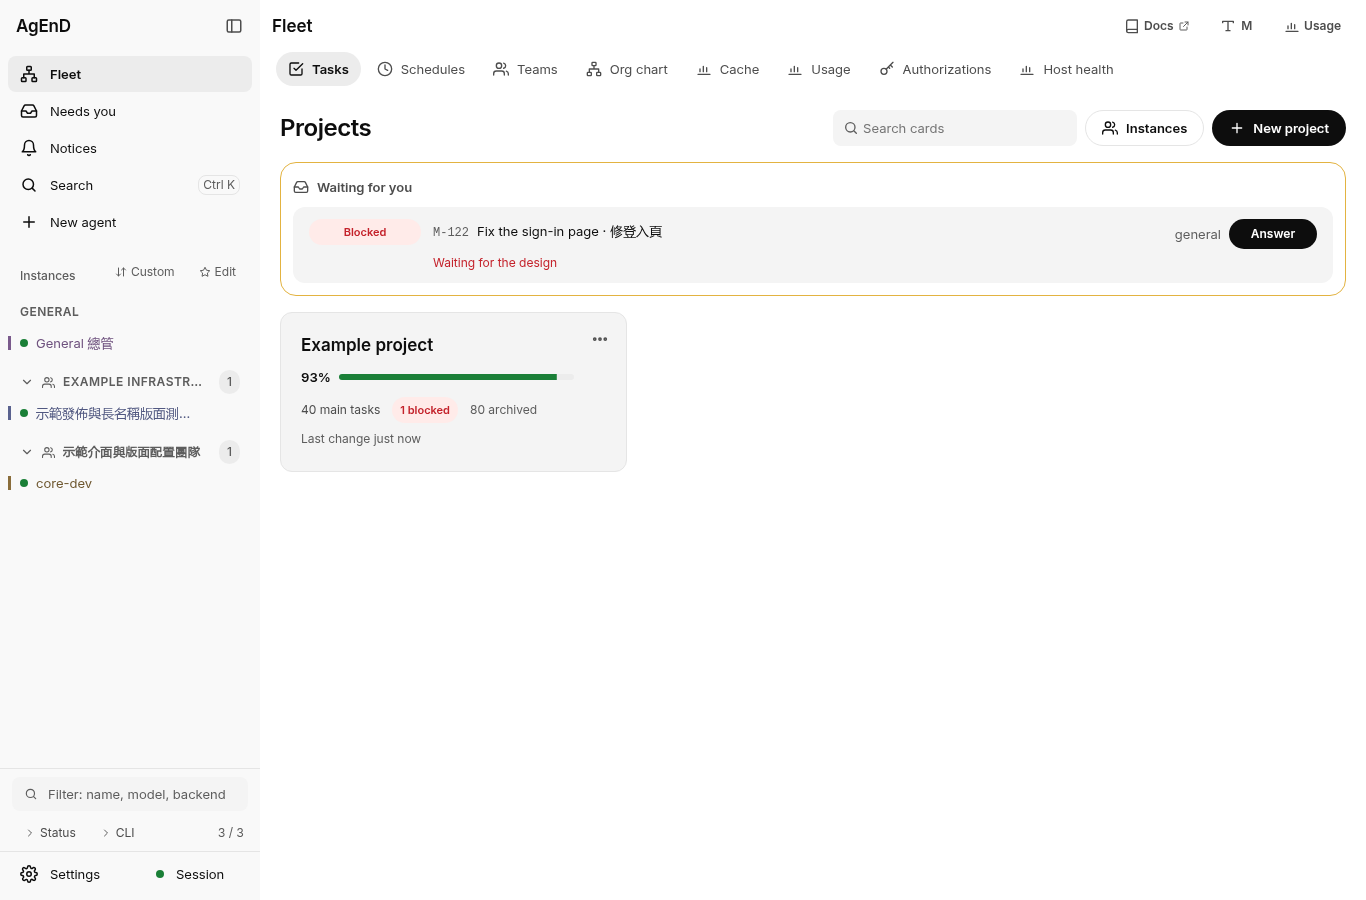 AgEnD
Fleet
Needs you
Notices
Search Ctrl K
New agent
Instances Custom Edit
GENERAL
General 總管
EXAMPLE INFRASTR... 1
示範發佈與長名稱版面測...
示範介面與版面配置團隊 1
core-dev
Filter: name, model, backend
Status CLI 3 / 3
Settings Session
Fleet Docs M Usage
Tasks Schedules Teams Org chart Cache Usage Authorizations Host health
Projects Search cards Instances New project
Waiting for you
Blocked M-122 Fix the sign-in page · 修登入頁 general Answer
Waiting for the design
Example project
93%
40 main tasks 1 blocked 80 archived
Last change just now